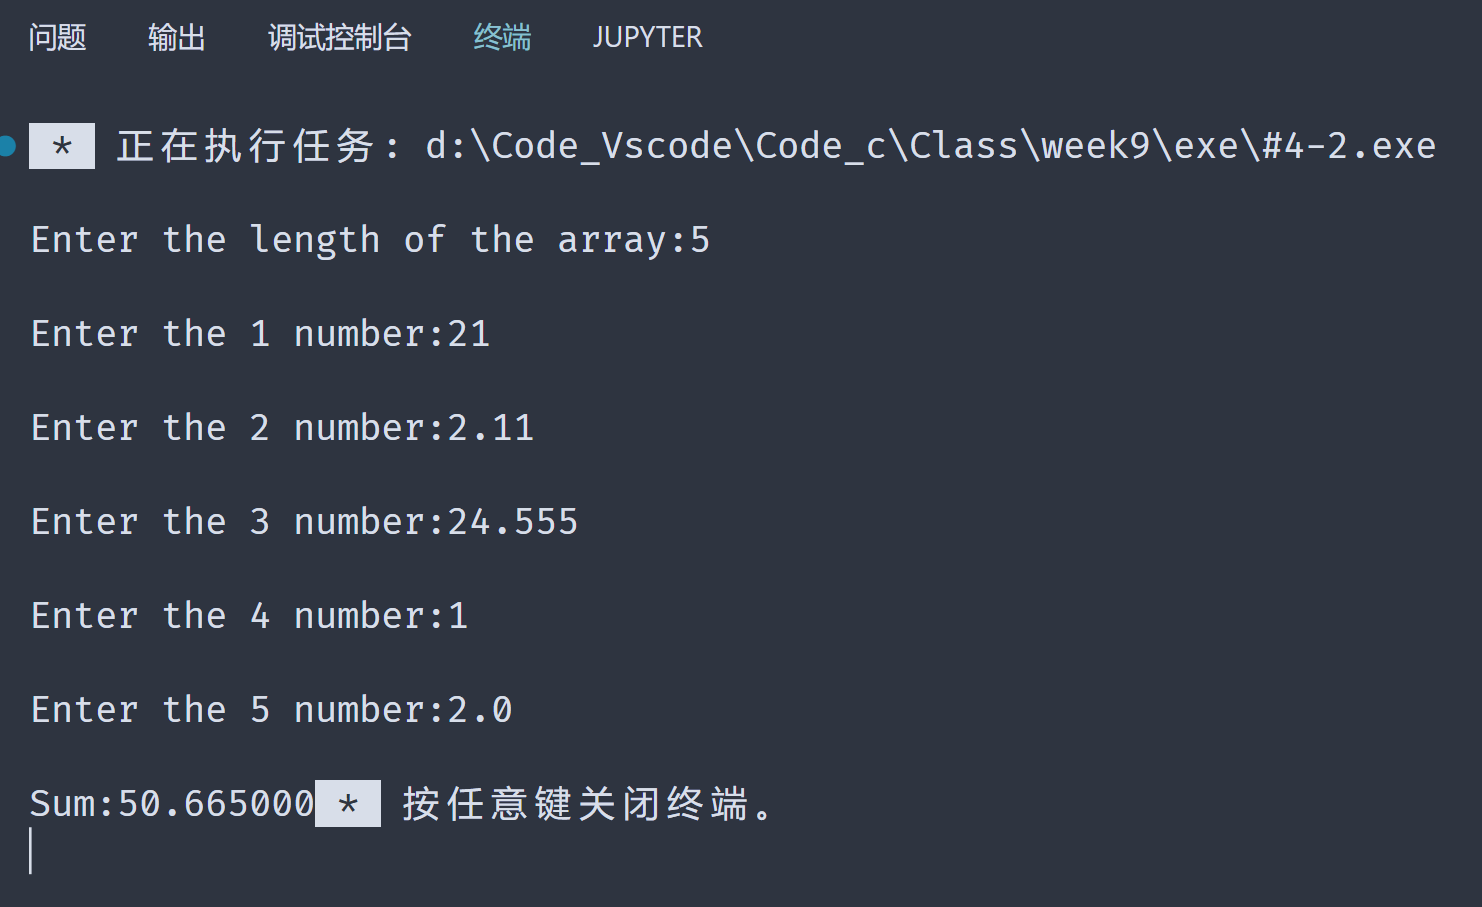 问题 输出 调试控制台 终端 JUPYTER
* 正在执行任务: d:\Code_Vscode\Code_c\Class\week9\exe\#4-2.exe
Enter the length of the array:5
Enter the 1 number:21
Enter the 2 number:2.11
Enter the 3 number:24.555
Enter the 4 number:1
Enter the 5 number:2.0
Sum:50.665000 * 按任意键关闭终端。